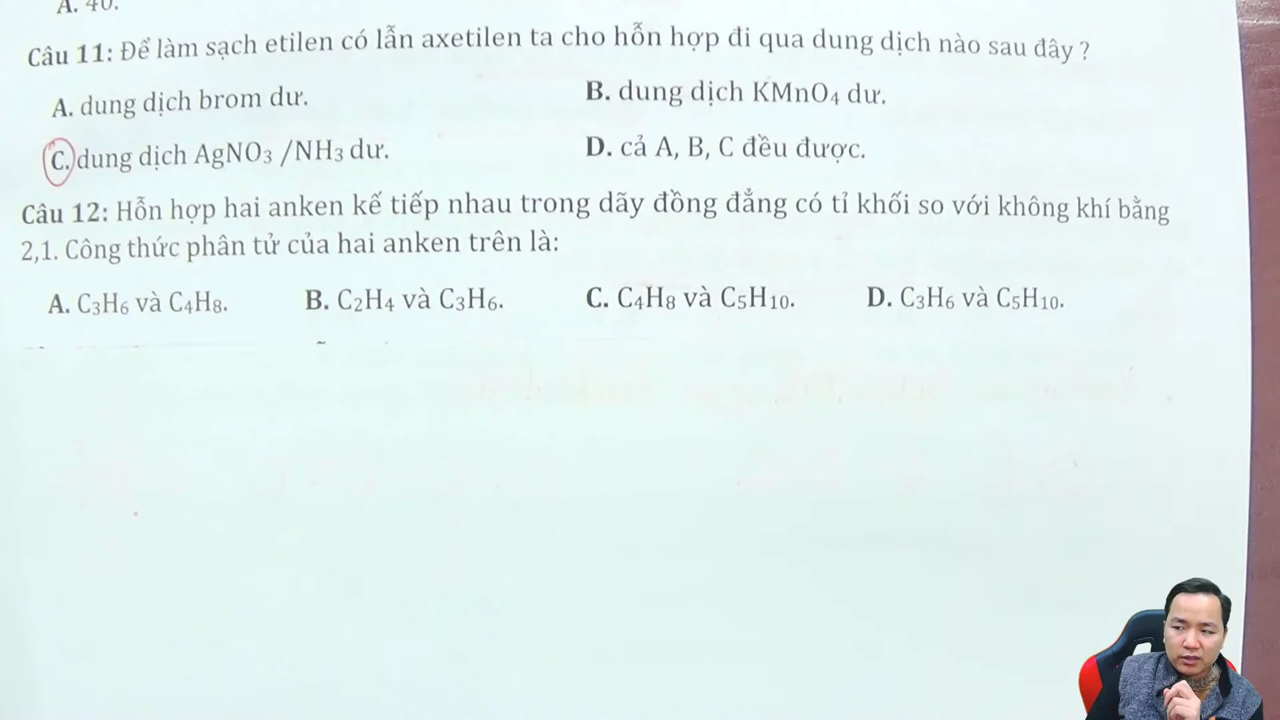 A. 40.
Câu 11: Để làm sạch etilen có lẫn axetilen ta cho hỗn hợp đi qua dung dịch nào sau đây ?
A. dung dịch brom dư. B. dung dịch KMnO₄ dư.
C. dung dịch AgNO₃ /NH₃ dư. D. cả A, B, C đều được.
Câu 12: Hỗn hợp hai anken kế tiếp nhau trong dãy đồng đẳng có tỉ khối so với không khí bằng
2,1. Công thức phân tử của hai anken trên là:
A. C₃H₆ và C₄H₈. B. C₂H₄ và C₃H₆. C. C₄H₈ và C₅H₁₀. D. C₃H₆ và C₅H₁₀.